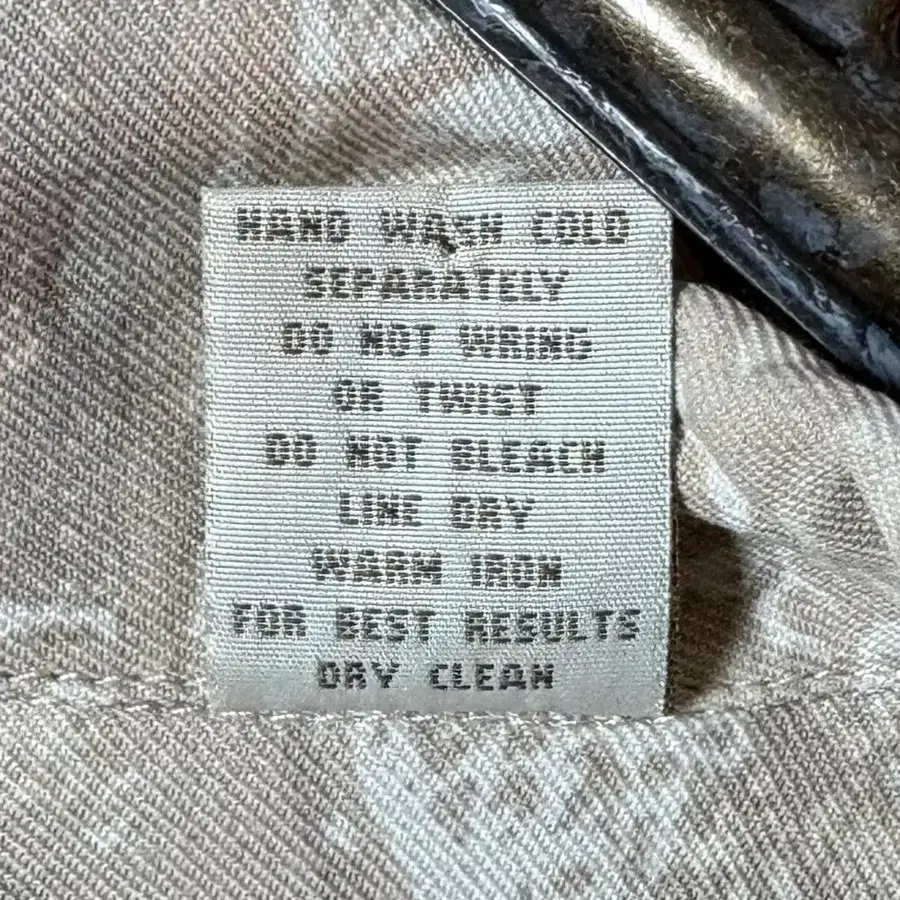 HAND WASH COLD
SEPARATELY
DO NOT WRING
OR TWIST
DO NOT BLEACH
LINE DRY
WARM IRON
FOR BEST RESULTS
DRY CLEAN